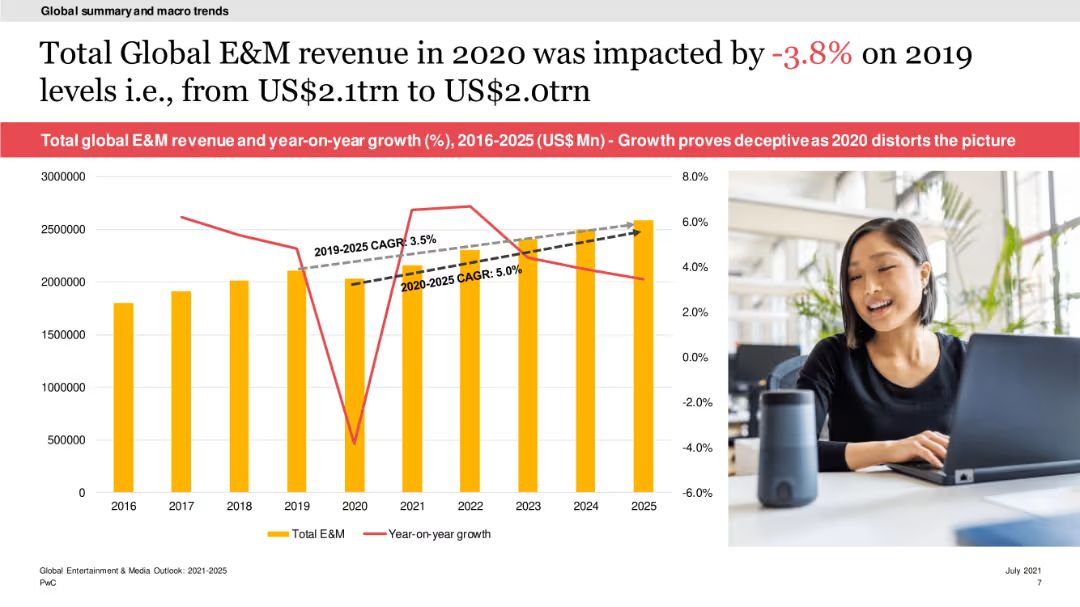 Global summary and macro trends
Total Global E&M revenue in 2020 was impacted by -3.8% on 2019
levels i.e., from US$2.1trn to US$2.0trn
Total global E&M revenue and year-on-year growth (%), 2016-2025 (US$ Mn) - Growth proves deceptive as 2020 distorts the picture
3000000
2500000
2000000
1500000
1000000
500000
0
8.0%
6.0%
4.0%
2.0%
0.0%
-2.0%
-4.0%
-6.0%
2019-2025 CAGR: 3.5%
2020-2025 CAGR: 5.0%
2016 2017 2018 2019 2020 2021 2022 2023 2024 2025
Total E&M Year-on-year growth
Global Entertainment & Media Outlook: 2021-2025
PwC
July 2021
7